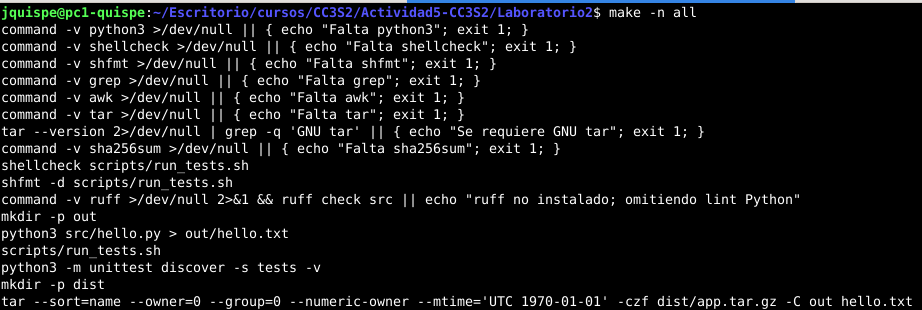 jquispe@pc1-quispe:~/Escritorio/cursos/CC3S2/Actividad5-CC3S2/Laboratorio2$ make -n all
command -v python3 >/dev/null || { echo "Falta python3"; exit 1; }
command -v shellcheck >/dev/null || { echo "Falta shellcheck"; exit 1; }
command -v shfmt >/dev/null || { echo "Falta shfmt"; exit 1; }
command -v grep >/dev/null || { echo "Falta grep"; exit 1; }
command -v awk >/dev/null || { echo "Falta awk"; exit 1; }
command -v tar >/dev/null || { echo "Falta tar"; exit 1; }
tar --version 2>/dev/null | grep -q 'GNU tar' || { echo "Se requiere GNU tar"; exit 1; }
command -v sha256sum >/dev/null || { echo "Falta sha256sum"; exit 1; }
shellcheck scripts/run_tests.sh
shfmt -d scripts/run_tests.sh
command -v ruff >/dev/null 2>&1 && ruff check src || echo "ruff no instalado; omitiendo lint Python"
mkdir -p out
python3 src/hello.py > out/hello.txt
scripts/run_tests.sh
python3 -m unittest discover -s tests -v
mkdir -p dist
tar --sort=name --owner=0 --group=0 --numeric-owner --mtime='UTC 1970-01-01' -czf dist/app.tar.gz -C out hello.txt